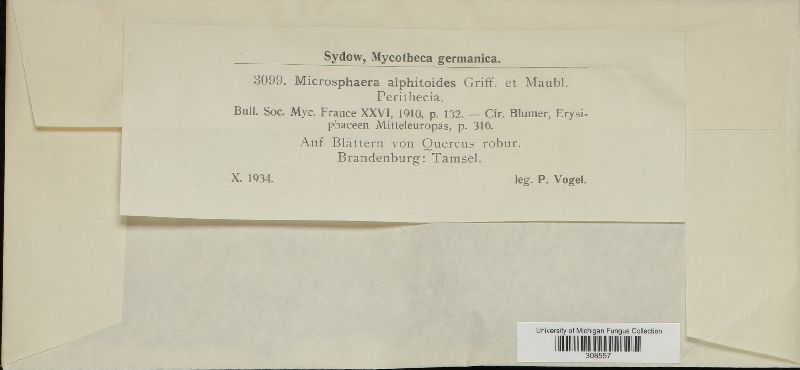 Sydow, Mycotheca germanica.
3099. Microsphaera alphitoides Griff. et Maubl.
Perithecia.
Bull. Soc. Myc. France XXVI, 1910, p. 132. — Cfr. Blumer, Erysi-
phaceen Mitteleuropas, p. 316.
Auf Blättern von Quercus robur.
Brandenburg: Tamsel.
X. 1934. leg. P. Vogel.
University of Michigan Fungus Collection
308557